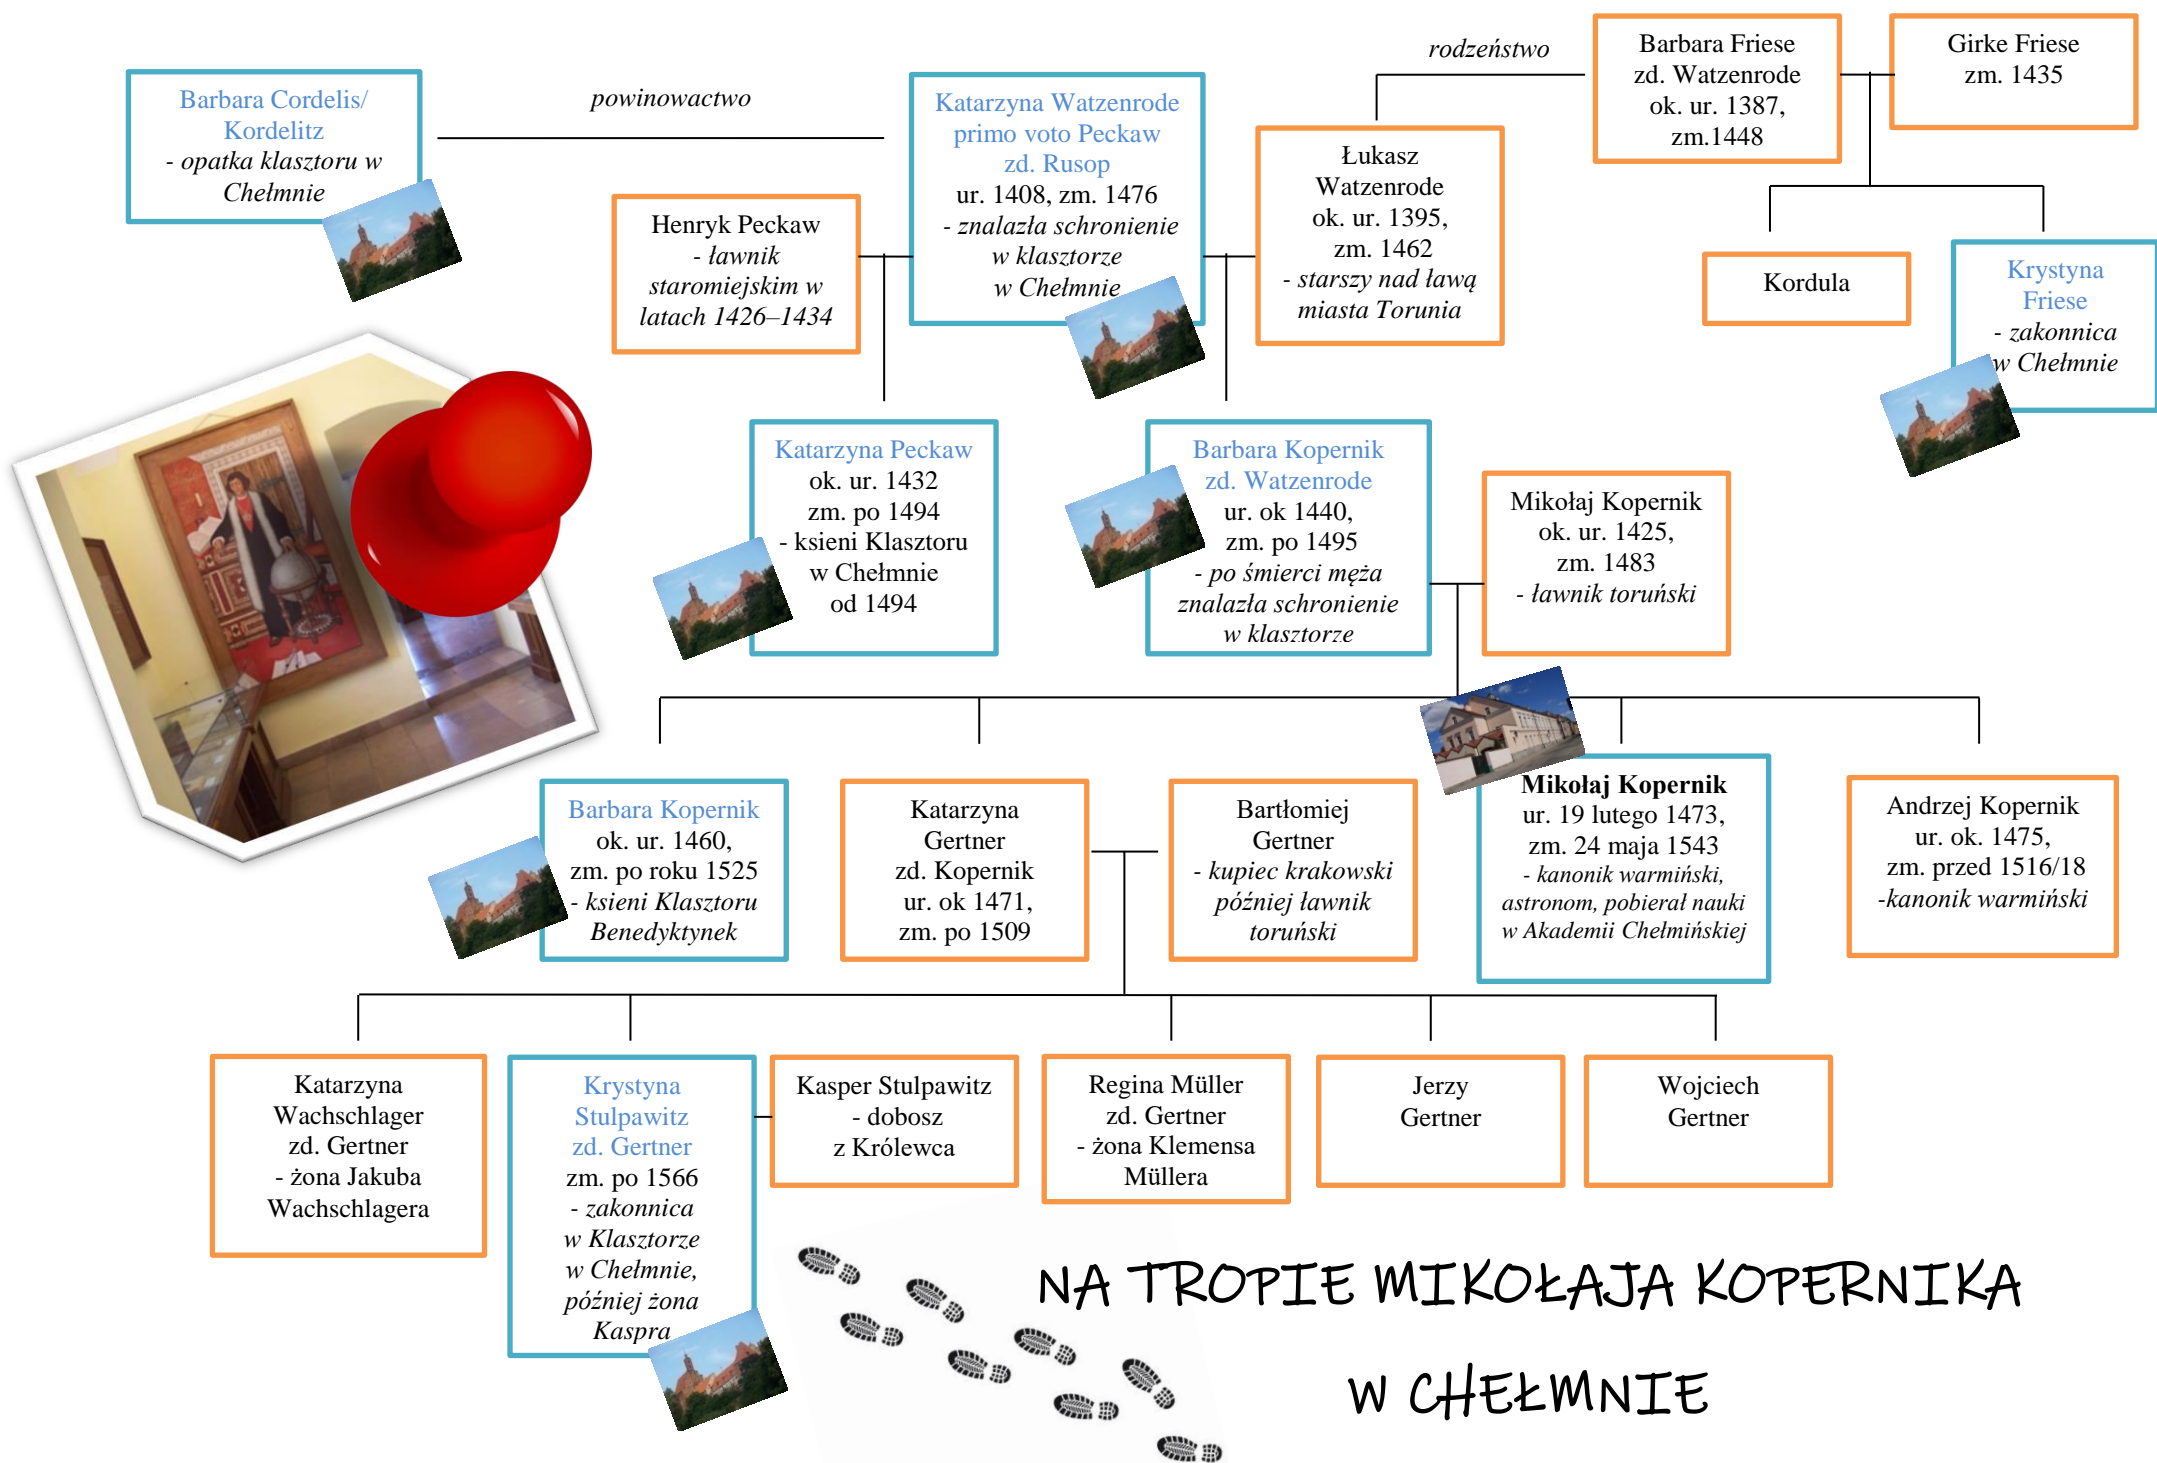 rodzeństwo
Barbara Friese
zd. Watzenrode
ok. ur. 1387,
zm.1448
Girke Friese
zm. 1435
Barbara Cordelis/
Kordelitz
- opatka klasztoru w
Chełmnie
powinowactwo
Katarzyna Watzenrode
primo voto Peckaw
zd. Rusop
ur. 1408, zm. 1476
- znalazła schronienie
w klasztorze
w Chełmnie
Łukasz
Watzenrode
ok. ur. 1395,
zm. 1462
- starszy nad ławą
miasta Torunia
Henryk Peckaw
- ławnik
staromiejskim w
latach 1426–1434
Kordula
Krystyna
Friese
- zakonnica
w Chełmnie
Katarzyna Peckaw
ok. ur. 1432
zm. po 1494
- ksieni Klasztoru
w Chełmnie
od 1494
Barbara Kopernik
zd. Watzenrode
ur. ok 1440,
zm. po 1495
- po śmierci męża
znalazła schronienie
w klasztorze
Mikołaj Kopernik
ok. ur. 1425,
zm. 1483
- ławnik toruński
Barbara Kopernik
ok. ur. 1460,
zm. po roku 1525
- ksieni Klasztoru
Benedyktynek
Katarzyna
Gertner
zd. Kopernik
ur. ok 1471,
zm. po 1509
Bartłomiej
Gertner
- kupiec krakowski
później ławnik
toruński
Mikołaj Kopernik
ur. 19 lutego 1473,
zm. 24 maja 1543
- kanonik warmiński,
astronom, pobierał nauki
w Akademii Chełmińskiej
Andrzej Kopernik
ur. ok. 1475,
zm. przed 1516/18
-kanonik warmiński
Katarzyna
Wachschlager
zd. Gertner
- żona Jakuba
Wachschlagera
Krystyna
Stulpawitz
zd. Gertner
zm. po 1566
- zakonnica
w Klasztorze
w Chełmnie,
później żona
Kaspra
Kasper Stulpawitz
- dobosz
z Królewca
Regina Müller
zd. Gertner
- żona Klemensa
Müllera
Jerzy
Gertner
Wojciech
Gertner
NA TROPIE MIKOŁAJA KOPERNIKA
W CHEŁMNIE